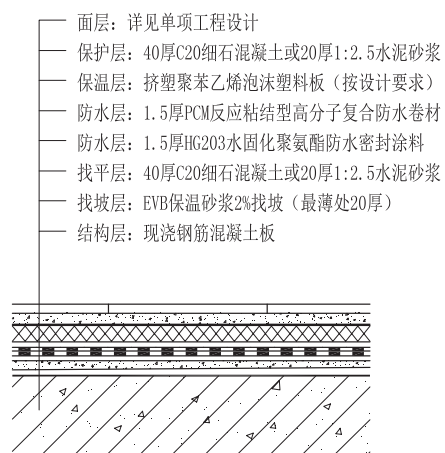 面层：详见单项工程设计
保护层：40厚C20细石混凝土或20厚1:2.5水泥砂浆
保温层：挤塑聚苯乙烯泡沫塑料板（按设计要求）
防水层：1.5厚PCM反应粘结型高分子复合防水卷材
防水层：1.5厚HG203水固化聚氨酯防水密封涂料
找平层：40厚C20细石混凝土或20厚1:2.5水泥砂浆
找坡层：EVB保温砂浆2%找坡（最薄处20厚）
结构层：现浇钢筋混凝土板